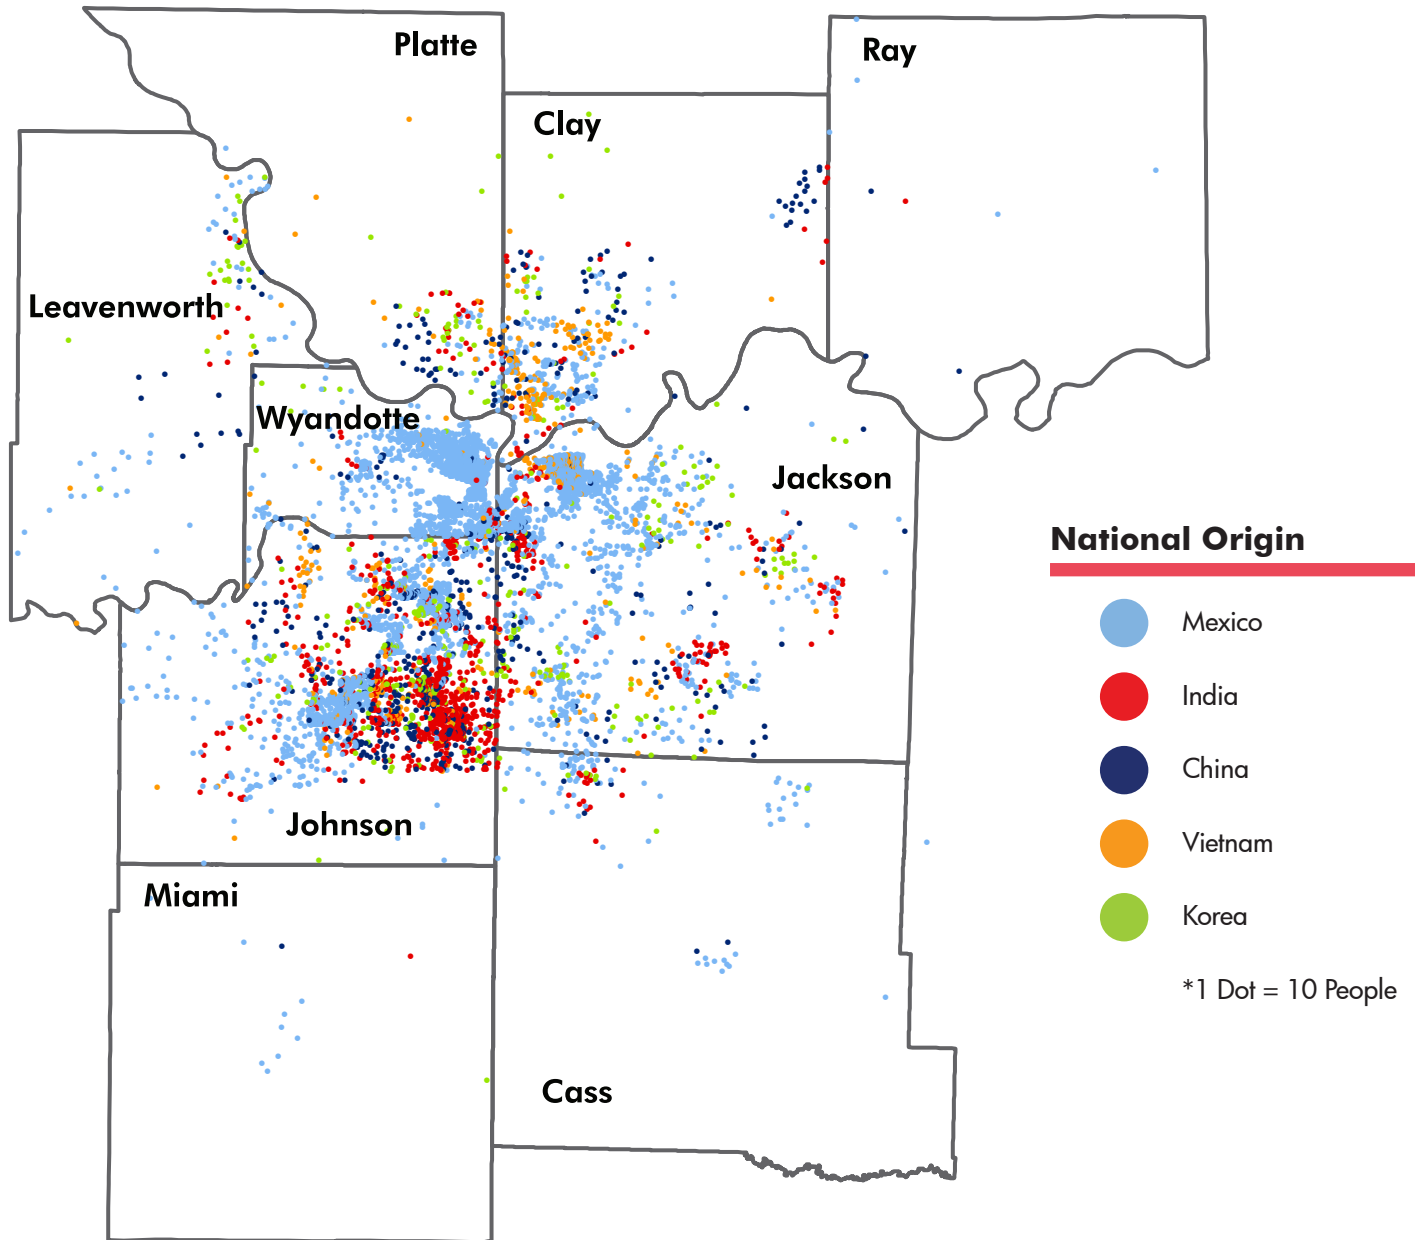 Platte
Ray
Clay
Leavenworth
Wyandotte
Jackson
Johnson
Miami
Cass
National Origin
Mexico
India
China
Vietnam
Korea
*1 Dot = 10 People